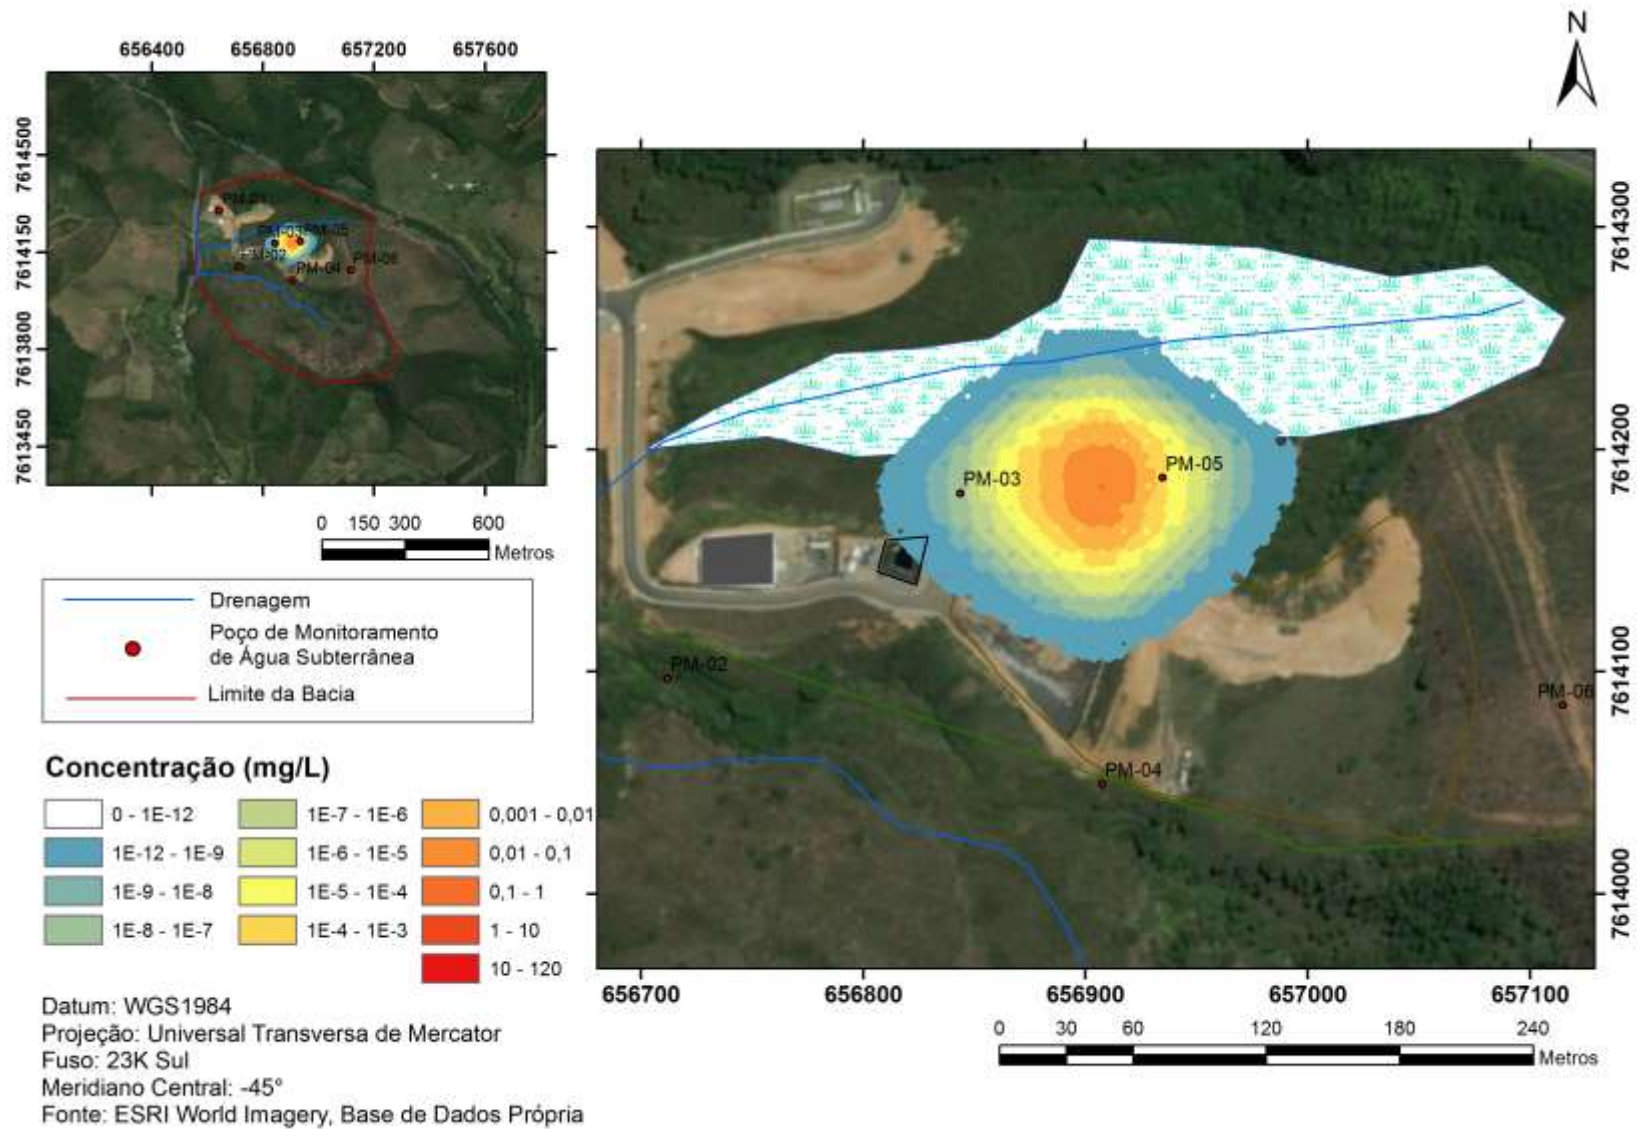 N
656400 656800 657200 657600
7614500
7614150
7613800
7613450
PM-01
PM-03
PM-05
PM-02
PM-04
PM-06
0 150 300 600
Metros
Drenagem
Poço de Monitoramento
de Água Subterrânea
Limite da Bacia
Concentração (mg/L)
0 - 1E-12
1E-12 - 1E-9
1E-9 - 1E-8
1E-8 - 1E-7
1E-7 - 1E-6
1E-6 - 1E-5
1E-5 - 1E-4
1E-4 - 1E-3
0,001 - 0,01
0,01 - 0,1
0,1 - 1
1 - 10
10 - 120
Datum: WGS1984
Projeção: Universal Transversa de Mercator
Fuso: 23K Sul
Meridiano Central: -45°
Fonte: ESRI World Imagery, Base de Dados Própria
PM-03
PM-05
PM-02
PM-06
PM-04
7614300
7614200
7614100
7614000
656700 656800 656900 657000 657100
0 30 60 120 180 240
Metros